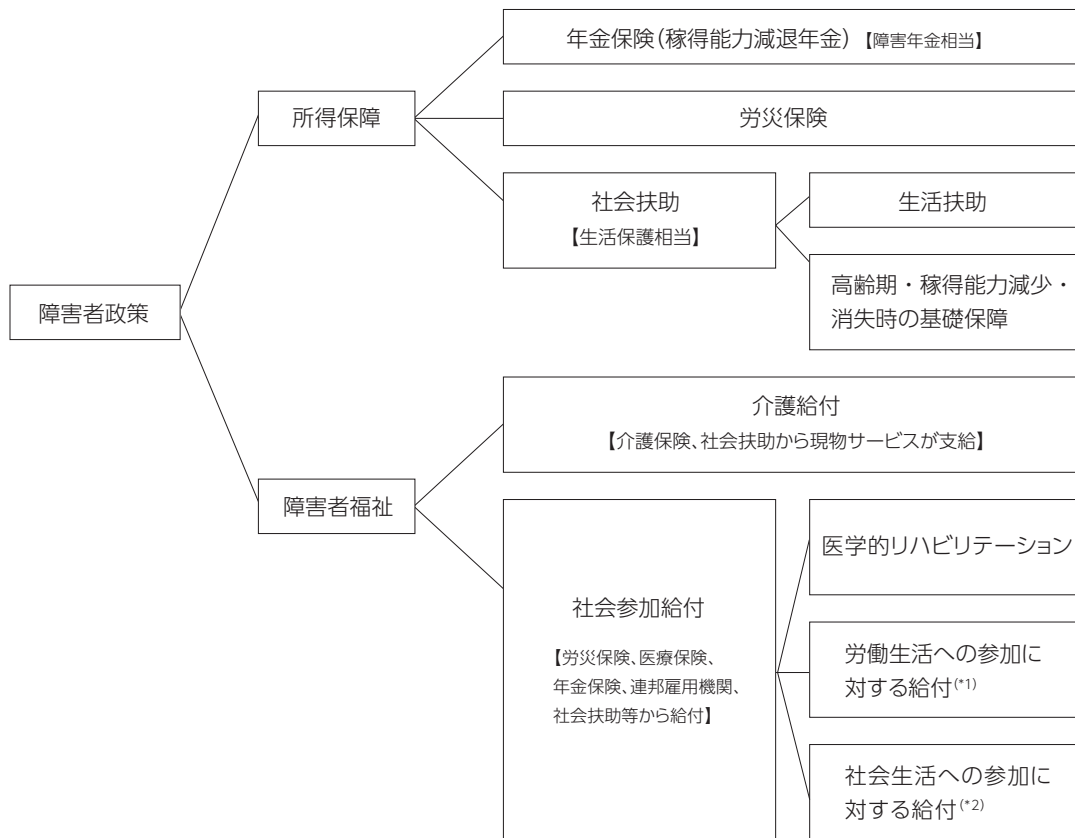 年金保険(稼得能力減退年金)【障害年金相当】
所得保障
労災保険
社会扶助
【生活保護相当】
生活扶助
高齢期・稼得能力減少・
消失時の基礎保障
障害者政策
介護給付
【介護保険、社会扶助から現物サービスが支給】
障害者福祉
社会参加給付
【労災保険、医療保険、
年金保険、連邦雇用機関、
社会扶助等から給付】
医学的リハビリテーション
労働生活への参加に
対する給付(*1)
社会生活への参加に
対する給付(*2)